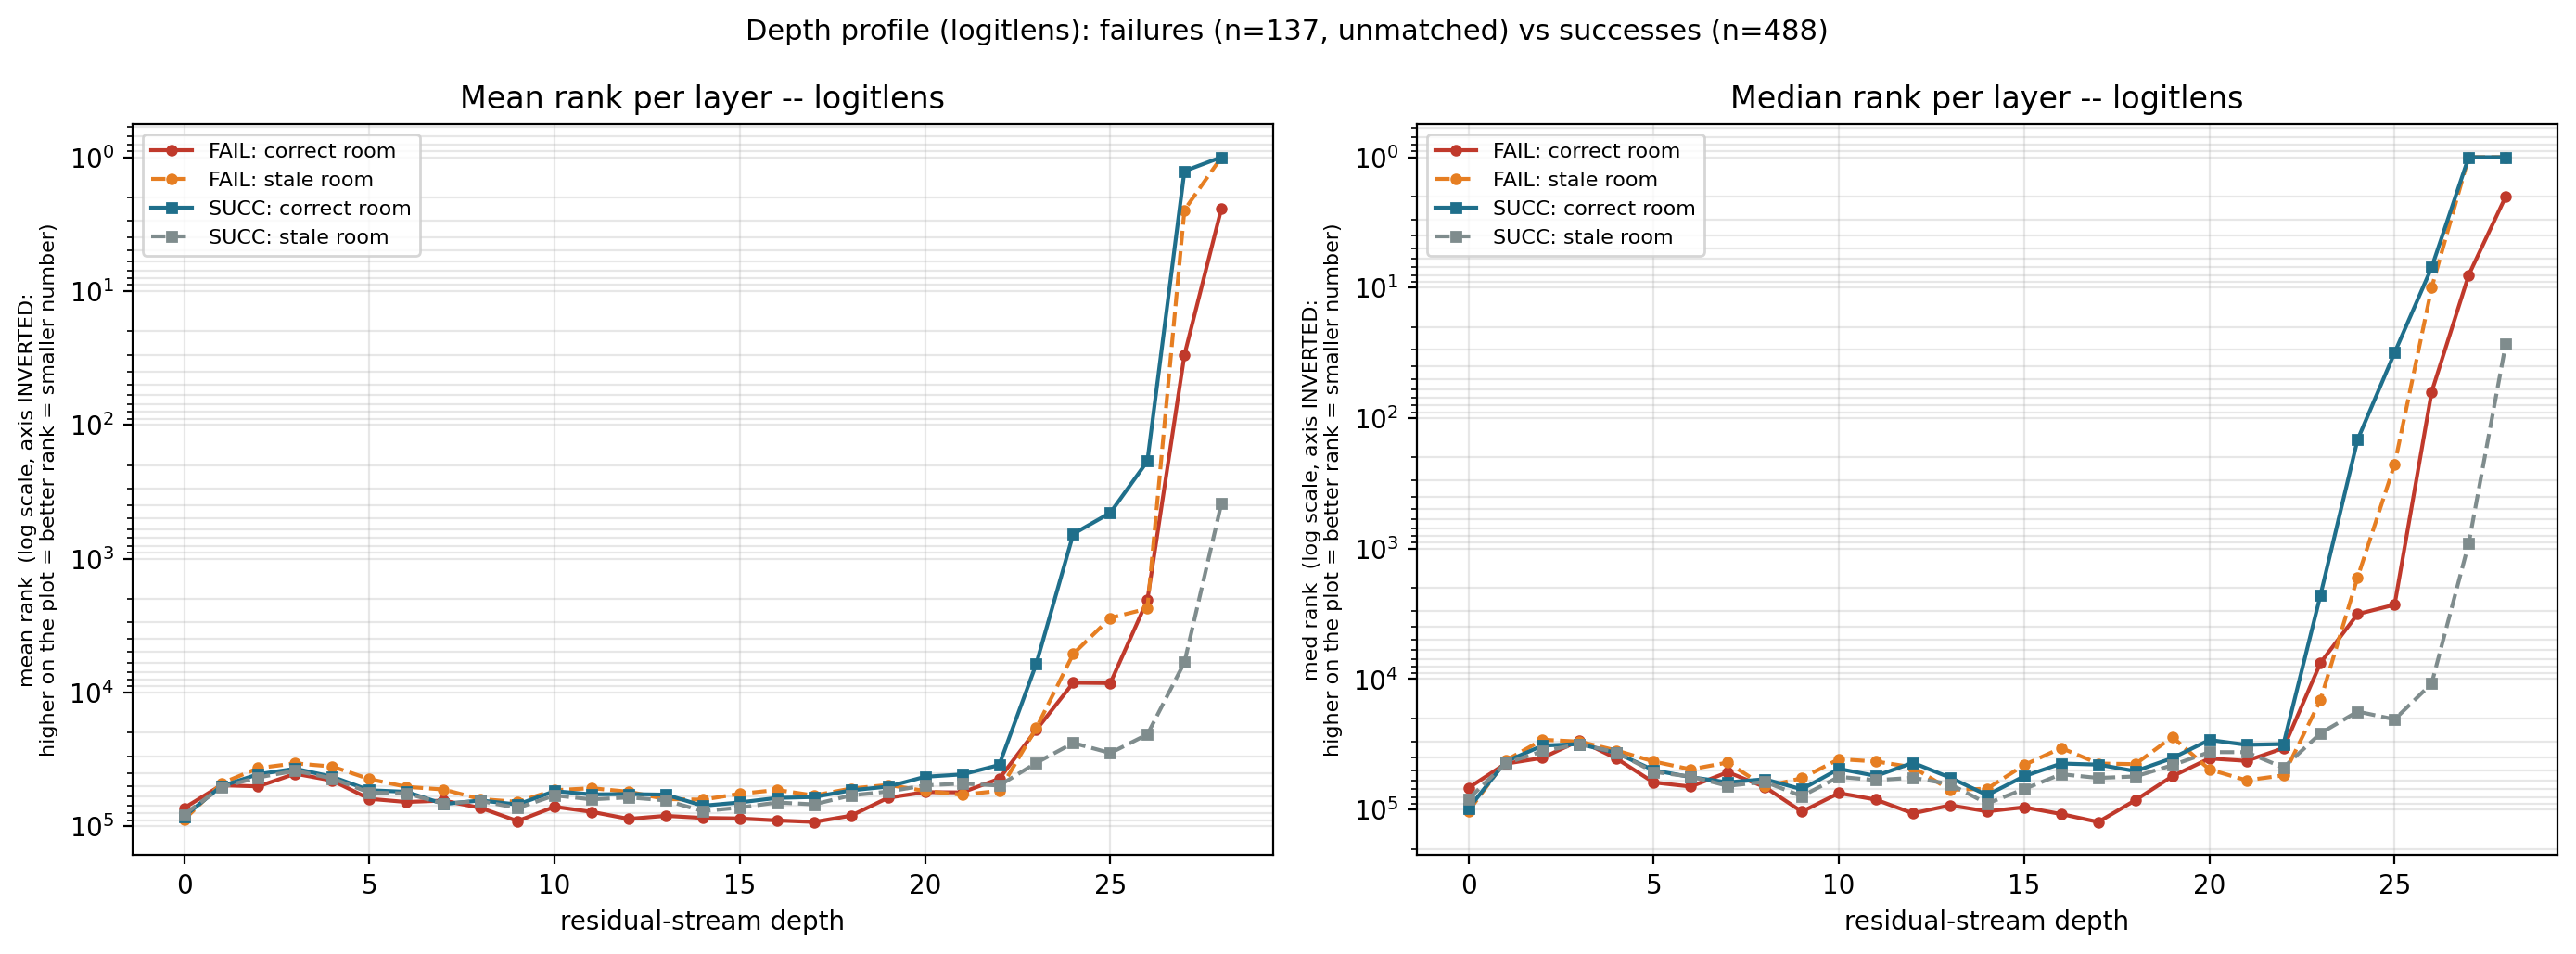 Depth profile (logitlens): failures (n=137, unmatched) vs successes (n=488)
Mean rank per layer -- logitlens
mean rank  (log scale, axis INVERTED:
higher on the plot = better rank = smaller number)
10⁰
10¹
10²
10³
10⁴
10⁵
FAIL: correct room
FAIL: stale room
SUCC: correct room
SUCC: stale room
0 5 10 15 20 25
residual-stream depth
Median rank per layer -- logitlens
med rank  (log scale, axis INVERTED:
higher on the plot = better rank = smaller number)
10⁰
10¹
10²
10³
10⁴
10⁵
FAIL: correct room
FAIL: stale room
SUCC: correct room
SUCC: stale room
0 5 10 15 20 25
residual-stream depth